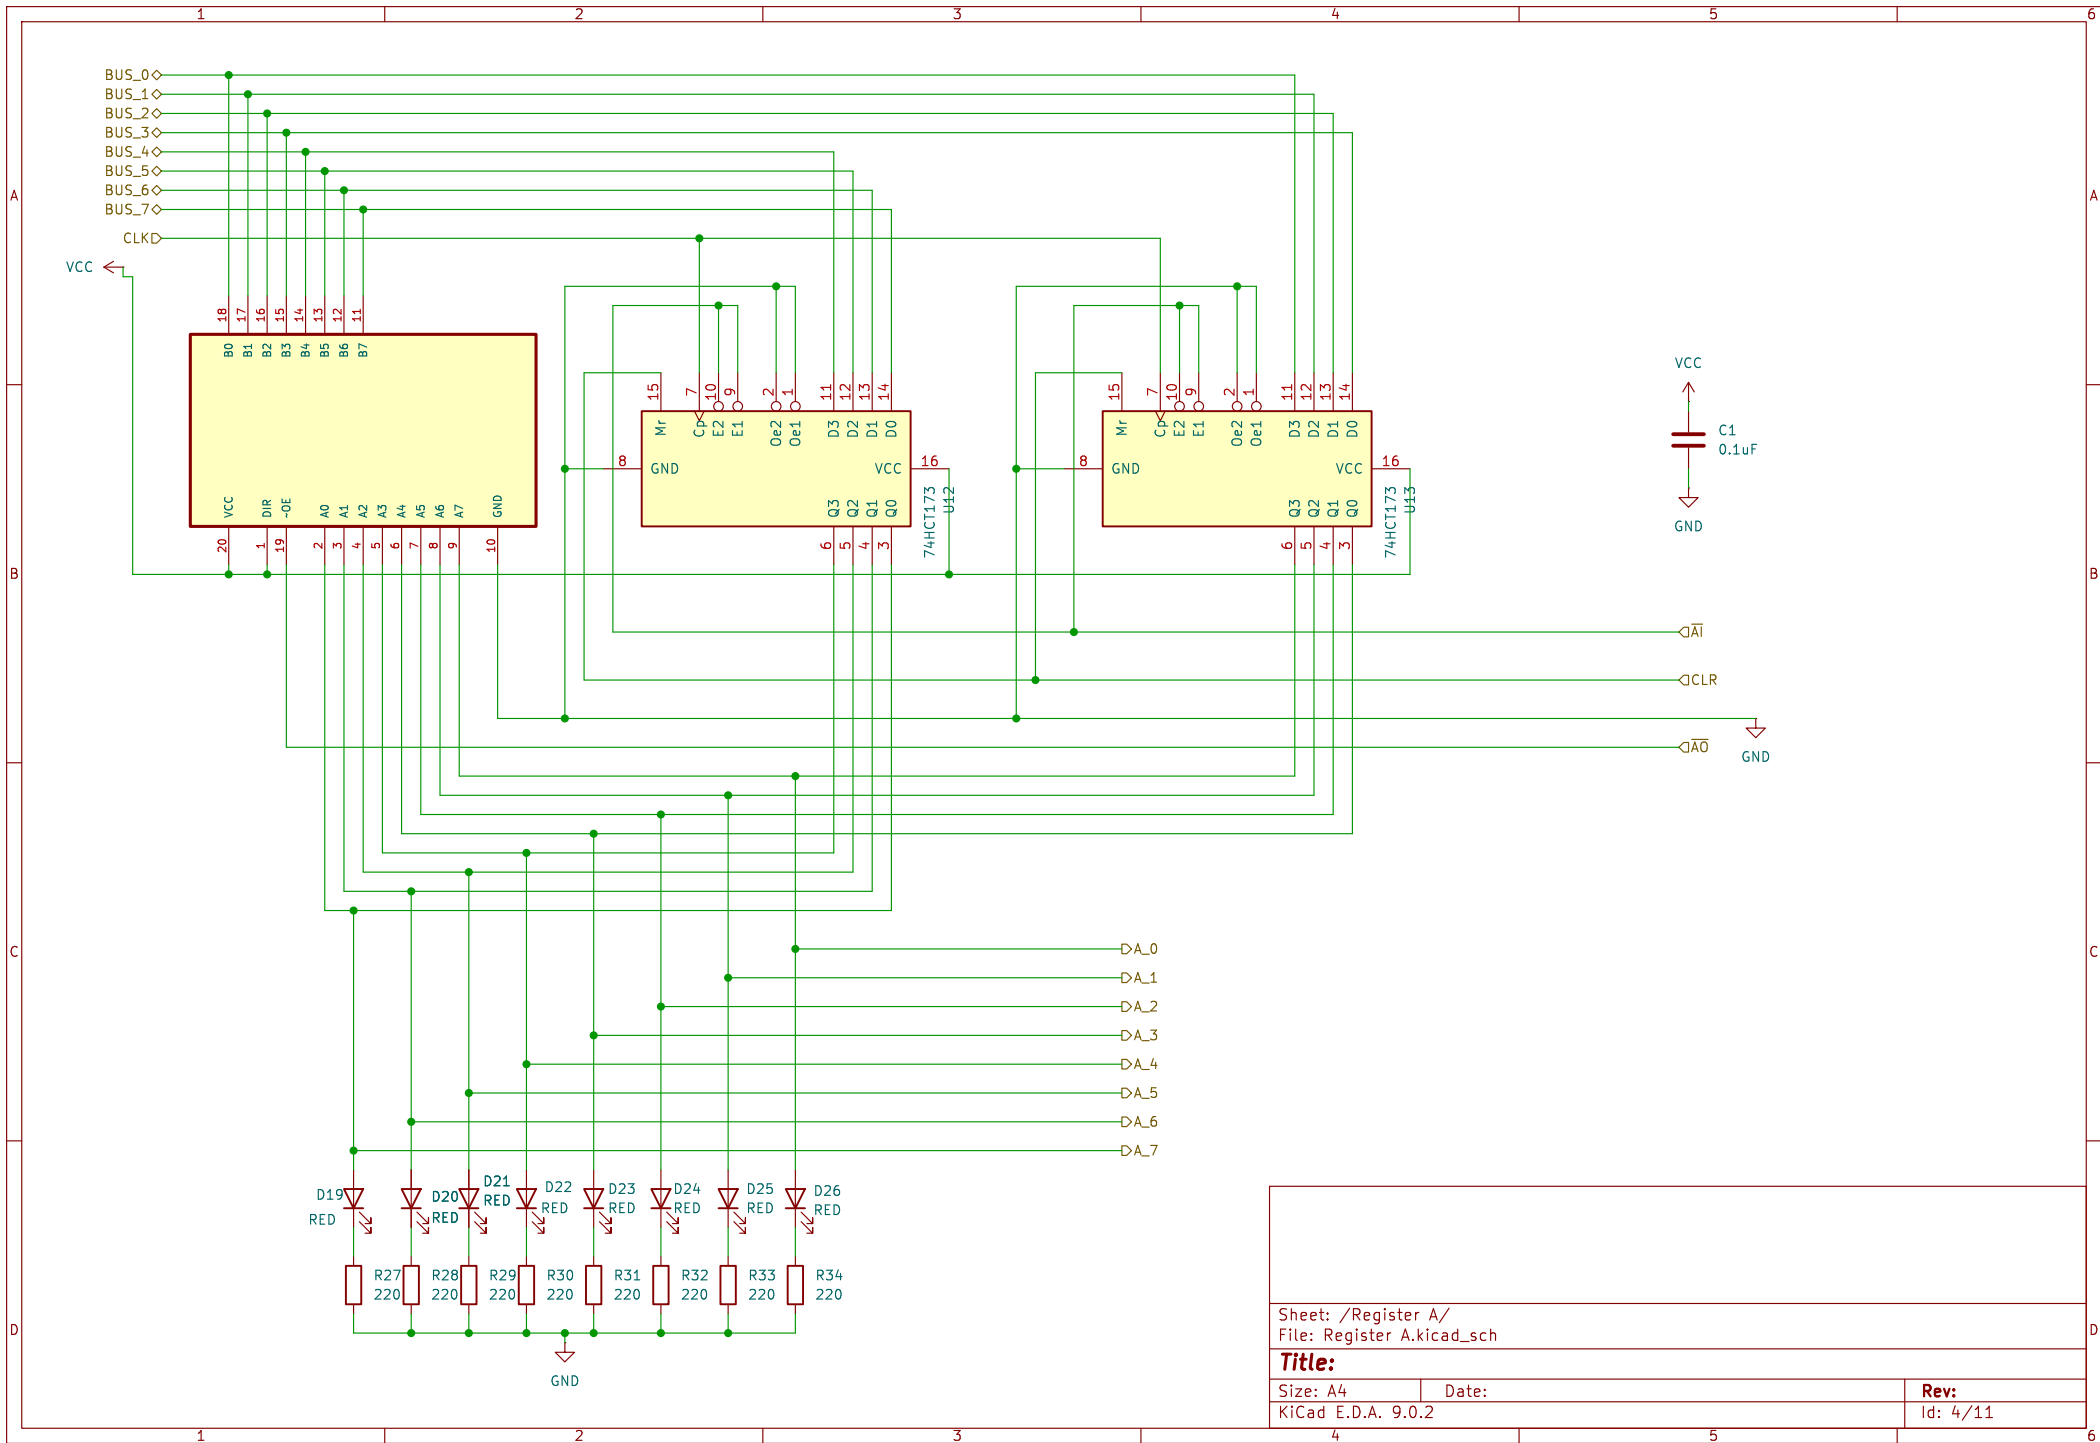 1 2 3 4 5 6
BUS_0
BUS_1
BUS_2
BUS_3
BUS_4
BUS_5
BUS_6
BUS_7
CLK
VCC
A A
18 17 16 15 14 13 12 11
B0 B1 B2 B3 B4 B5 B6 B7
VCC DIR ~OE A0 A1 A2 A3 A4 A5 A6 A7 GND
20 1 19 2 3 4 5 6 7 8 9 10
15 7 10 9 2 1 11 12 13 14
Mr Cp E2 E1 Oe2 Oe1 D3 D2 D1 D0
8 GND VCC 16
Q3 Q2 Q1 Q0
6 5 4 3
74HCT173
U12
15 7 10 9 2 1 11 12 13 14
Mr Cp E2 E1 Oe2 Oe1 D3 D2 D1 D0
8 GND VCC 16
Q3 Q2 Q1 Q0
6 5 4 3
74HCT173
U13
VCC
C1
0.1uF
GND
B B
AI
CLR
AO
GND
C C
A_0
A_1
A_2
A_3
A_4
A_5
A_6
A_7
D19
RED
D20
RED
D21
RED
D22
RED
D23
RED
D24
RED
D25
RED
D26
RED
R27
220
R28
220
R29
220
R30
220
R31
220
R32
220
R33
220
R34
220
GND
D D
Sheet: /Register A/
File: Register A.kicad_sch
Title:
Size: A4 Date: Rev:
KiCad E.D.A. 9.0.2 Id: 4/11
1 2 3 4 5 6